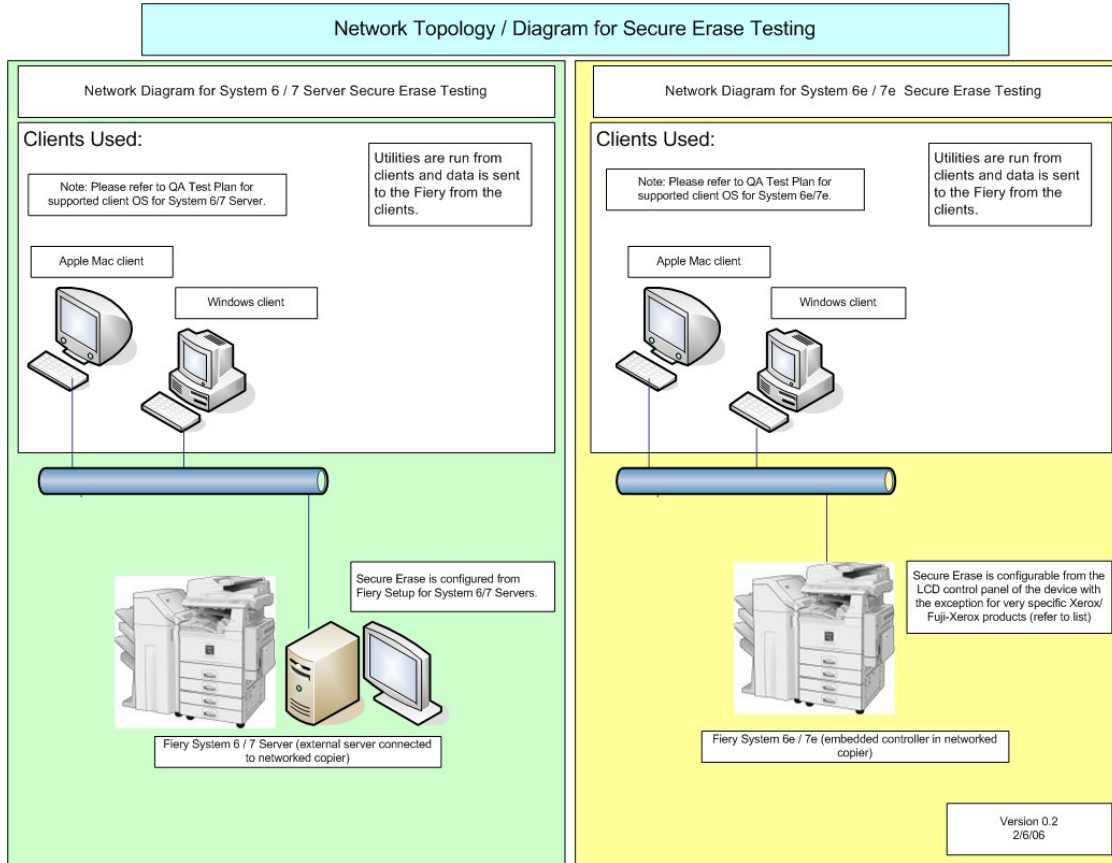 Network Topology / Diagram for Secure Erase Testing
Network Diagram for System 6 / 7 Server Secure Erase Testing
Clients Used:
Utilities are run from
clients and data is sent
to the Fiery from the
clients.
Note: Please refer to QA Test Plan for
supported client OS for System 6/7 Server.
Apple Mac client
Windows client
Secure Erase is configured from
Fiery Setup for System 6/7 Servers.
Fiery System 6 / 7 Server (external server connected
to networked copier)
Network Diagram for System 6e / 7e Secure Erase Testing
Clients Used:
Utilities are run from
clients and data is sent
to the Fiery from the
clients.
Note: Please refer to QA Test Plan for
supported client OS for System 6e/7e.
Apple Mac client
Windows client
Secure Erase is configurable from the
LCD control panel of the device with
the exception for very specific Xerox/
Fuji-Xerox products (refer to list)
Fiery System 6e / 7e (embedded controller in networked
copier)
Version 0.2
2/6/06